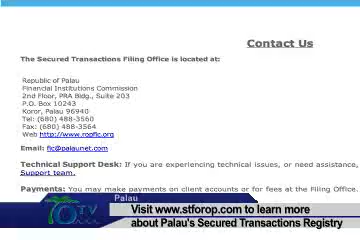 Contact Us
The Secured Transactions Filing Office is located at:
Republic of Palau
Financial Institutions Commission
2nd Floor, PRA Bldg., Suite 203
P.O. Box 10243
Koror, Palau 96940
Tel: (680) 488-3560
Fax: (680) 488-3564
Web http://www.ropfic.org
Email: fic@palaunet.com
Technical Support Desk: If you are experiencing technical issues, or need assistance,
Support team.
Payments: You may make payments on client accounts or for fees at the Filing Office.
Palau
OTV
Visit www.stforop.com to learn more
about Palau's Secured Transactions Registry